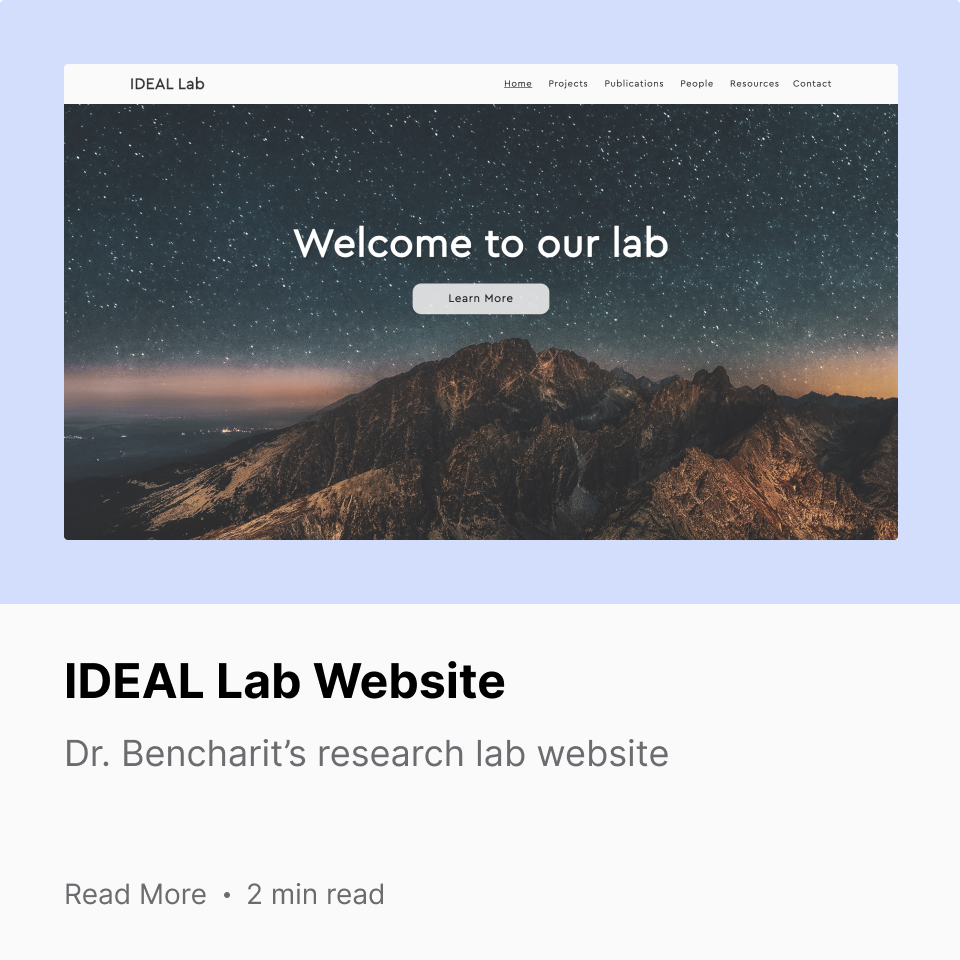 IDEAL Lab
Home Projects Publications People Resources Contact
Welcome to our lab
Learn More
IDEAL Lab Website
Dr. Bencharit’s research lab website
Read More • 2 min read